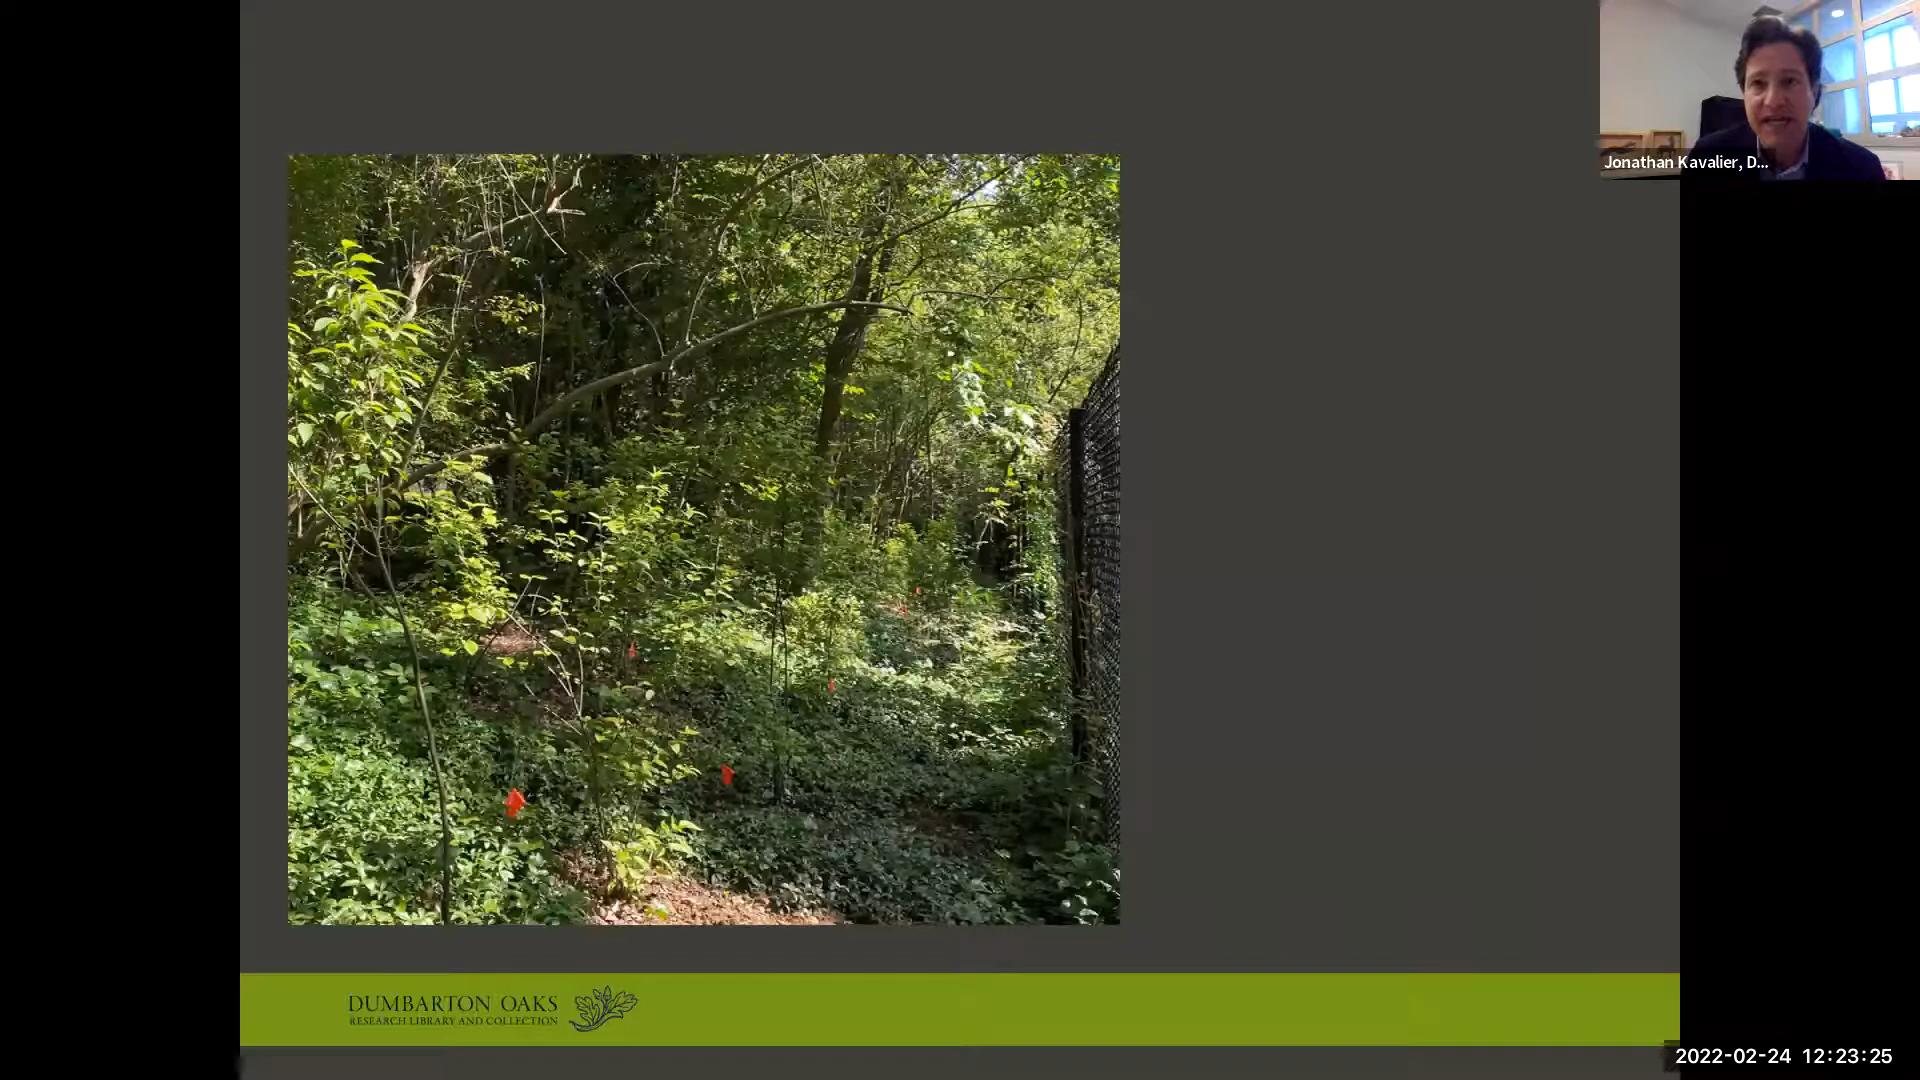 Jonathan Kavalier, D...
DUMBARTON OAKS
RESEARCH LIBRARY AND COLLECTION
2022-02-24 12:23:25